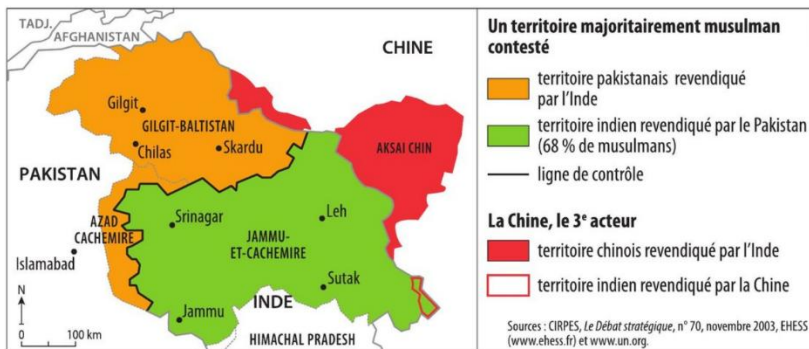 TADJ.
AFGHANISTAN
CHINE
Gilgit
GILGIT-BALTISTAN
Chilas
Skardu
AKSAI CHIN
PAKISTAN
AZAD
CACHEMIRE
Srinagar
Leh
JAMMU-
ET-CACHEMIRE
Islamabad
Sutak
N
INDE
Jammu
0 100 km
HIMACHAL PRADESH
Un territoire majoritairement musulman
contesté
territoire pakistanais revendiqué
par l'Inde
territoire indien revendiqué par le Pakistan
(68 % de musulmans)
ligne de contrôle
La Chine, le 3e acteur
territoire chinois revendiqué par l'Inde
territoire indien revendiqué par la Chine
Sources : CIRPES, Le Débat stratégique, n° 70, novembre 2003, EHESS
(www.ehess.fr) et www.un.org.